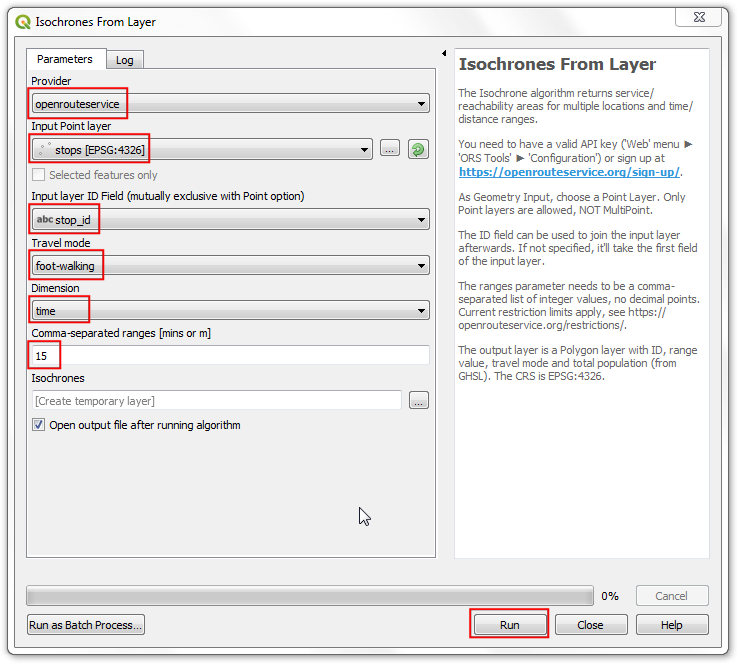 Isochrones From Layer
Parameters
Log
Provider
openrouteservice
Input Point layer
stops [EPSG:4326]
...
Selected features only
Input layer ID Field (mutually exclusive with Point option)
abc stop_id
Travel mode
foot-walking
Dimension
time
Comma-separated ranges [mins or m]
15
Isochrones
[Create temporary layer]
...
Open output file after running algorithm
Isochrones From Layer
The Isochrone algorithm returns service/
reachability areas for multiple locations and time/
distance ranges.
You need to have a valid API key ('Web' menu ►
'ORS Tools' ► 'Configuration') or sign up at
https://openrouteservice.org/sign-up/.
As Geometry Input, choose a Point Layer. Only
Point layers are allowed, NOT MultiPoint.
The ID field can be used to join the input layer
afterwards. If not specified, it'll take the first field
of the input layer.
The ranges parameter needs to be a comma-
separated list of integer values, no decimal points.
Current restriction limits apply, see https://
openrouteservice.org/restrictions/.
The output layer is a Polygon layer with ID, range
value, travel mode and total population (from
GHSL). The CRS is EPSG:4326.
0%
Cancel
Run as Batch Process...
Run
Close
Help